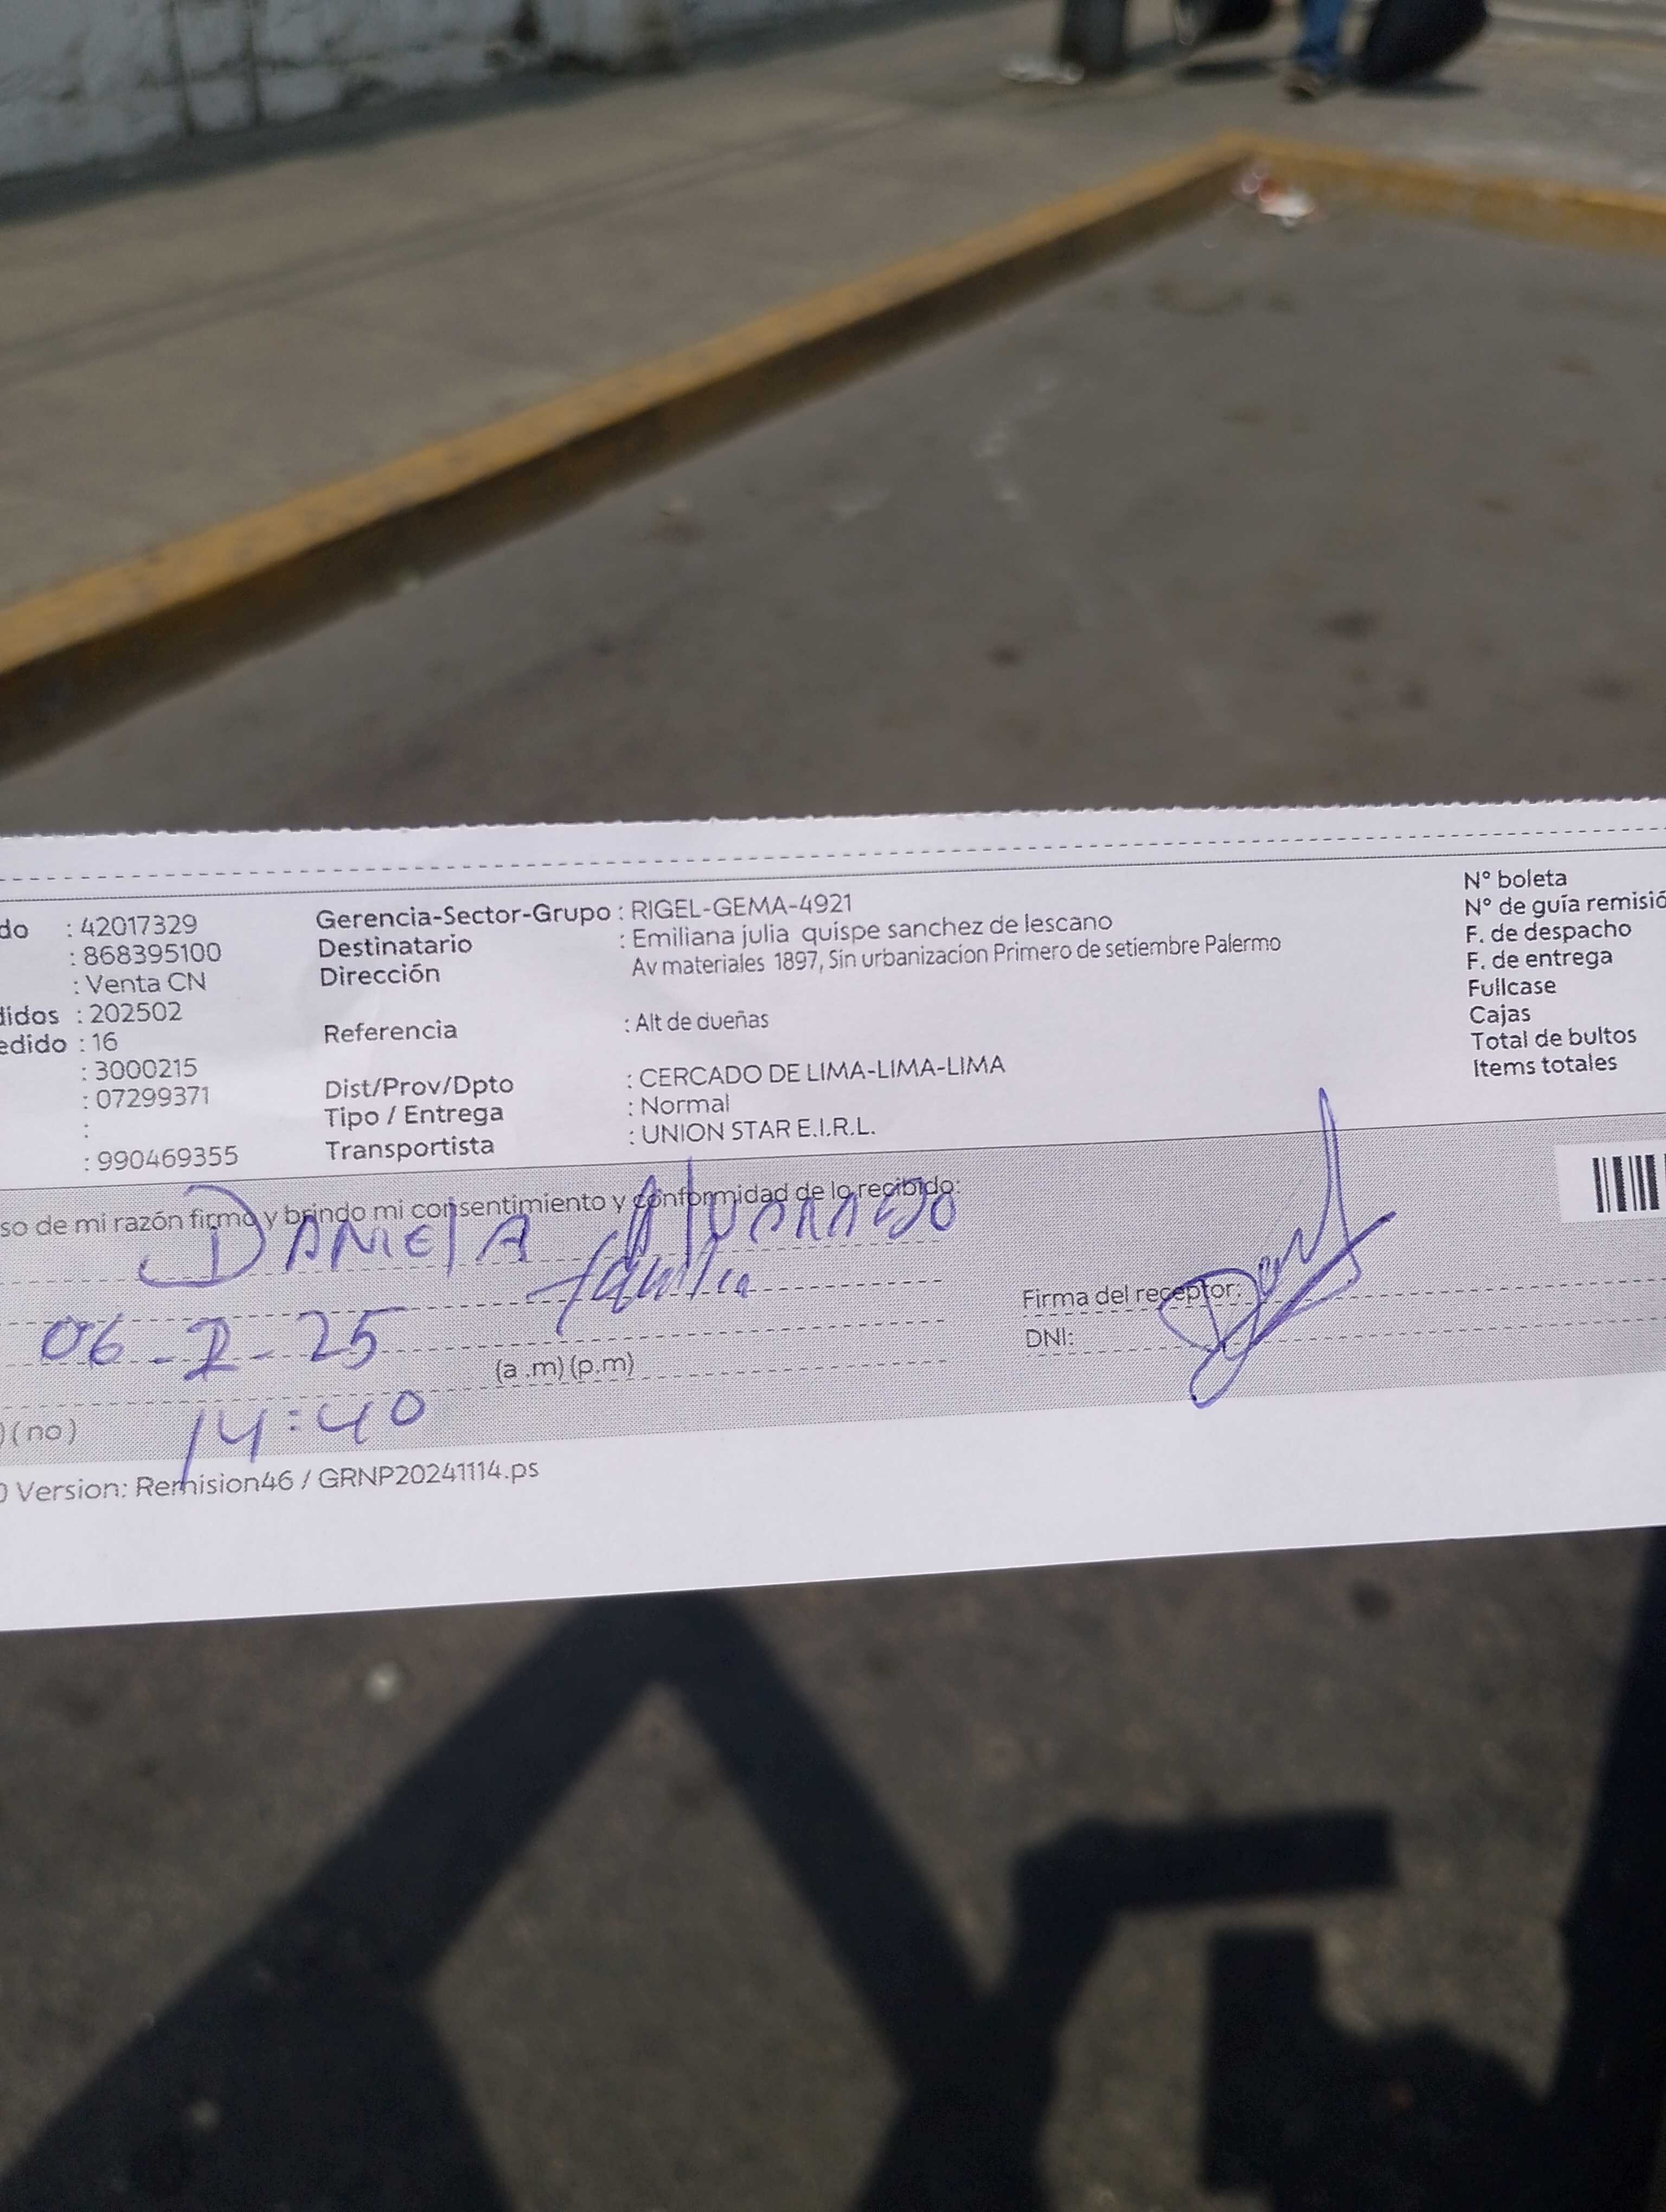 do : 42017329 Gerencia-Sector-Grupo : RIGEL-GEMA-4921 N° boleta
: 868395100 Destinatario : Emiliana julia quispe sanchez de lescano N° de guía remisió
: Venta CN Dirección Av materiales 1897, Sin urbanizacion Primero de setiembre Palermo F. de despacho
F. de entrega
didos : 202502 Fullcase
edido : 16 Referencia : Alt de dueñas Cajas
: 3000215 Total de bultos
: 07299371 Dist/Prov/Dpto : CERCADO DE LIMA-LIMA-LIMA Items totales
: Tipo / Entrega : Normal
: 990469355 Transportista : UNION STAR E.I.R.L.
so de mi razón firmo y brindo mi consentimiento y conformidad de lo recibido:
DANIElA Alvarado
familia
Firma del receptor:
06-2-25 DNI:
(a .m) (p.m)
)(no) 14:40
0 Version: Remision46 / GRNP20241114.ps